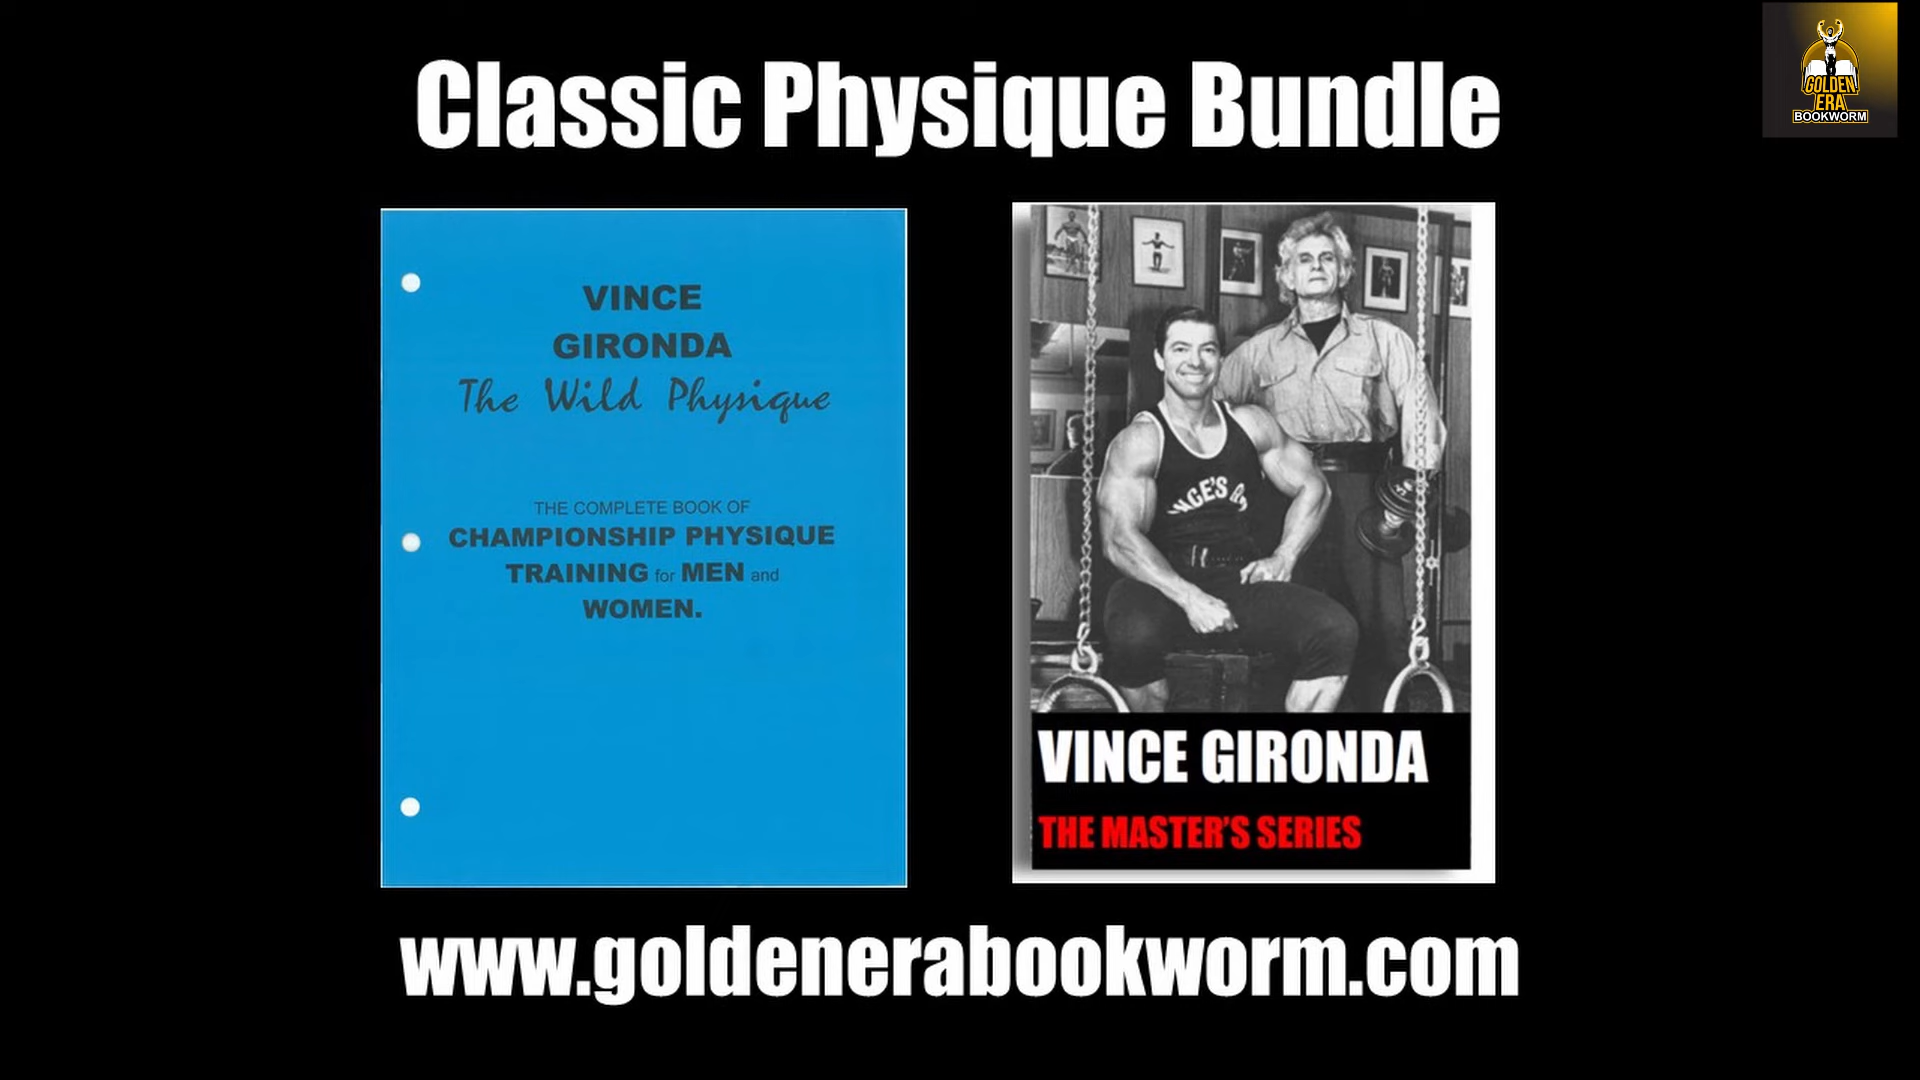 Classic Physique Bundle
GOLDEN
ERA
BOOKWORM
VINCE
GIRONDA
The Wild Physique
THE COMPLETE BOOK OF
CHAMPIONSHIP PHYSIQUE
TRAINING for MEN and
WOMEN.
VINCE GIRONDA
THE MASTER'S SERIES
www.goldenerabookworm.com